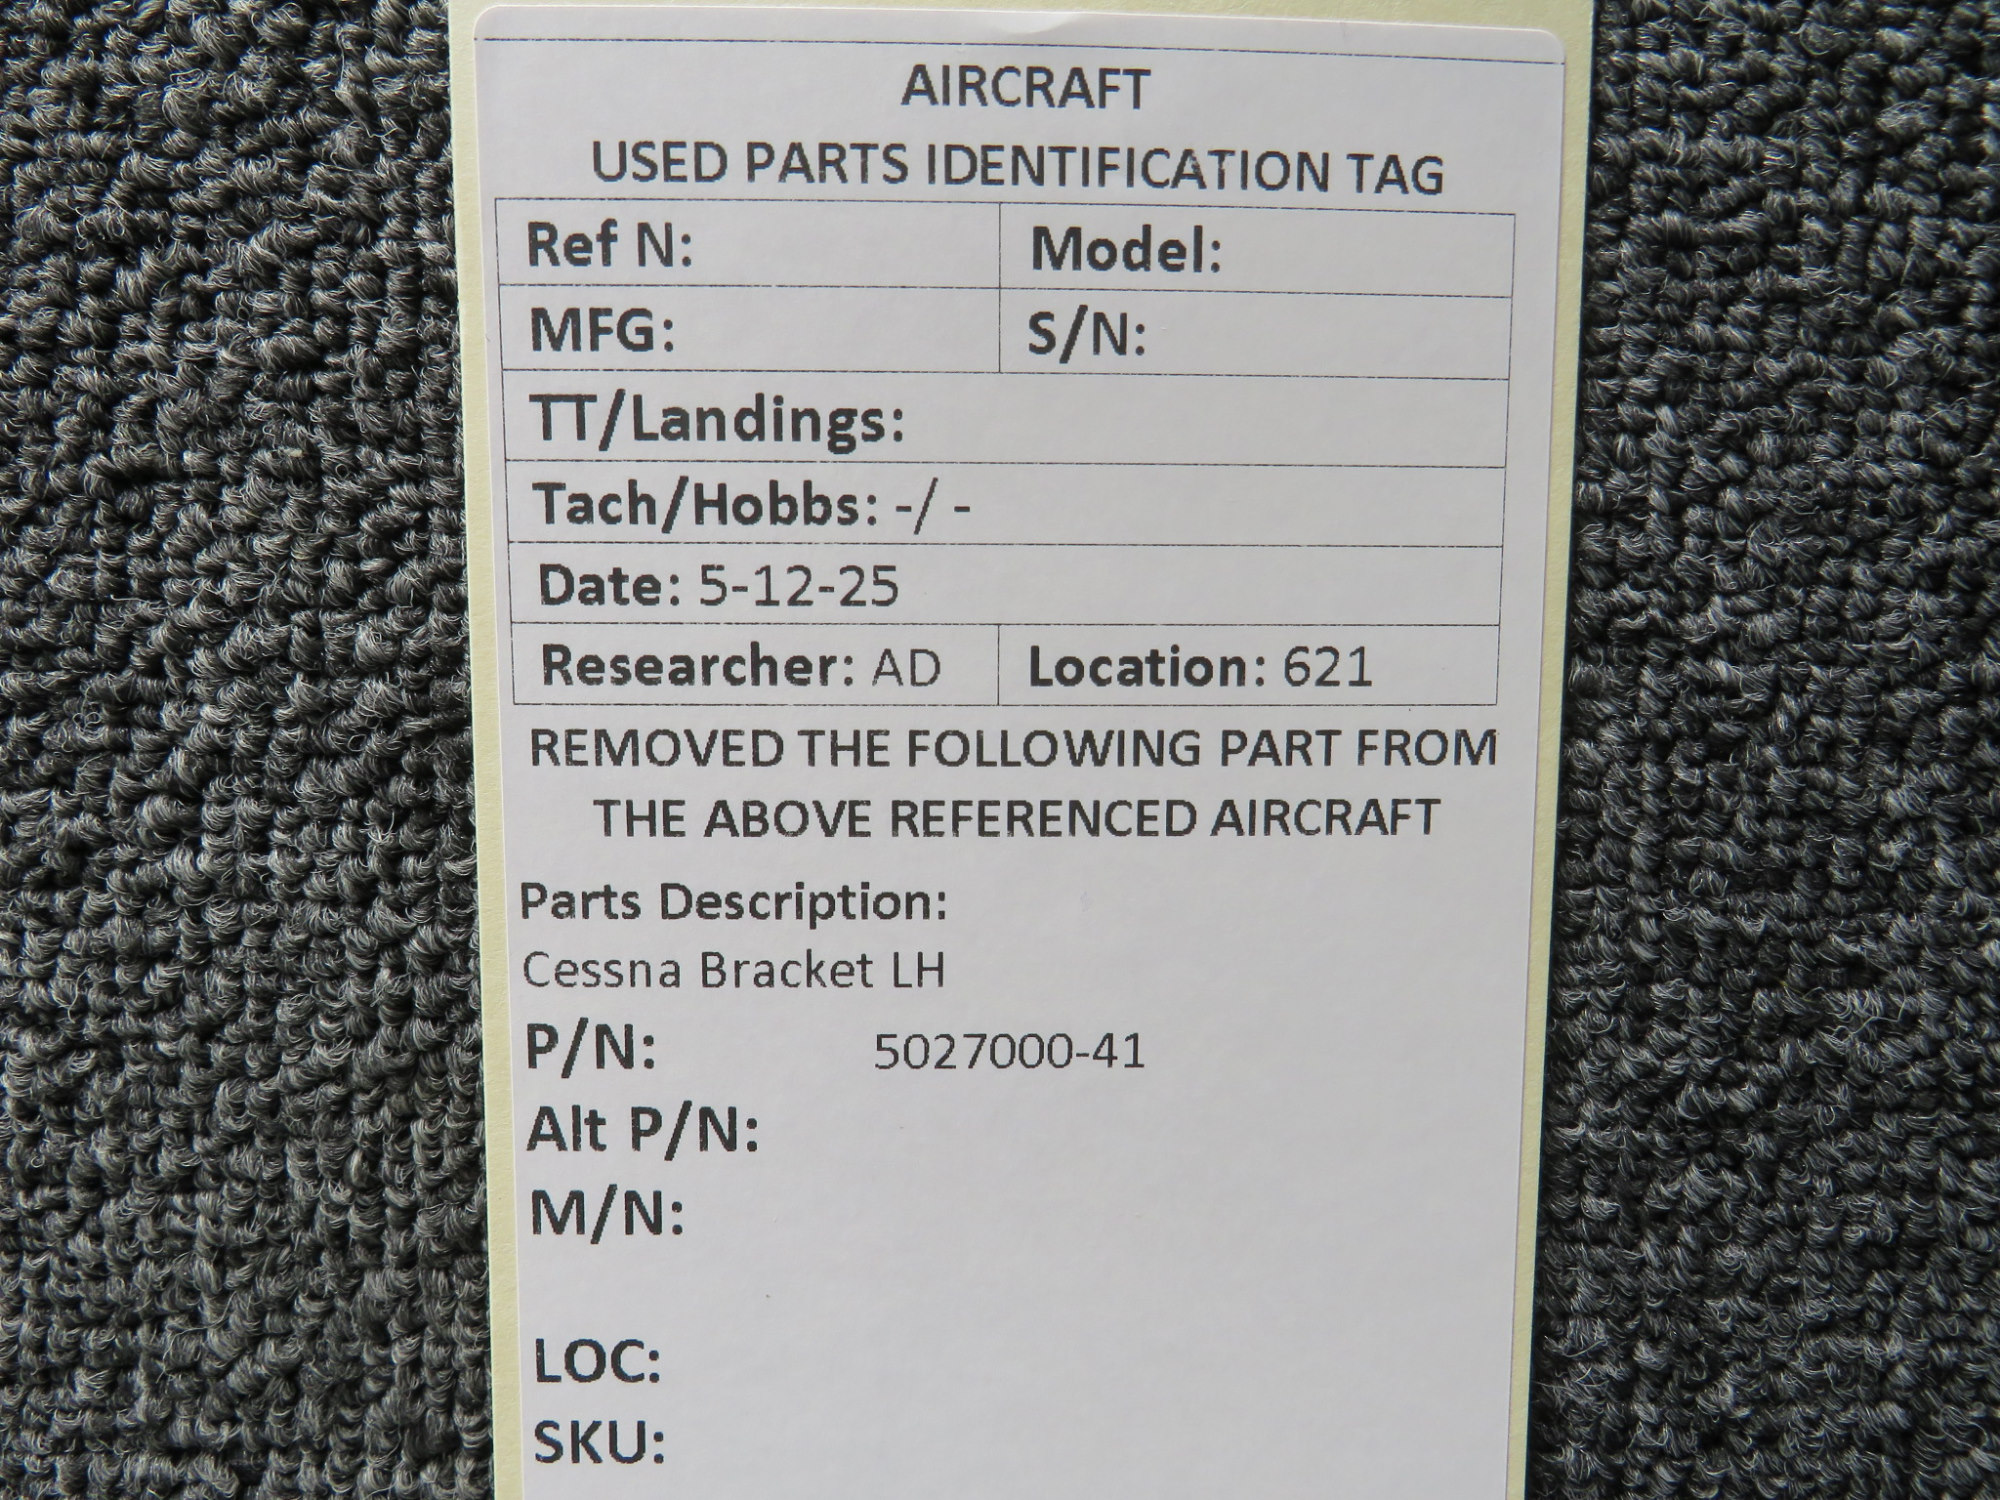 AIRCRAFT
USED PARTS IDENTIFICATION TAG
Ref N: Model:
MFG: S/N:
TT/Landings:
Tach/Hobbs: -/ -
Date: 5-12-25
Researcher: AD Location: 621
REMOVED THE FOLLOWING PART FROM
THE ABOVE REFERENCED AIRCRAFT
Parts Description:
Cessna Bracket LH
P/N: 5027000-41
Alt P/N:
M/N:
LOC:
SKU: